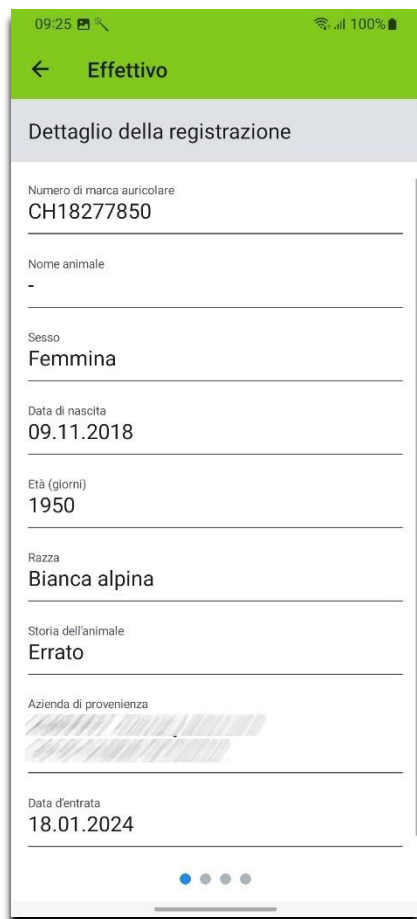 09:25 100%
Effettivo
Dettaglio della registrazione
Numero di marca auricolare
CH18277850
Nome animale
-
Sesso
Femmina
Data di nascita
09.11.2018
Età (giorni)
1950
Razza
Bianca alpina
Storia dell'animale
Errato
Azienda di provenienza
Data d'entrata
18.01.2024